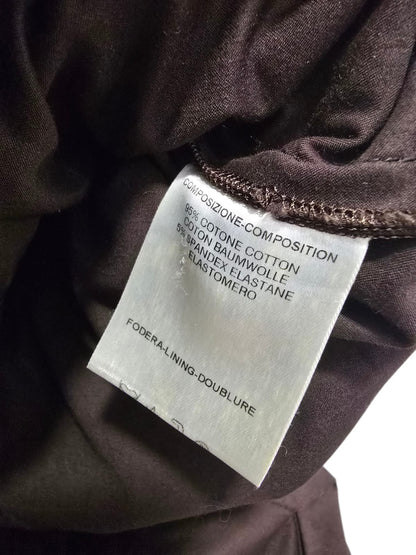 COMPOSIZIONE-COMPOSITION
95% COTONE COTTON
COTON BAUMWOLLE
5% SPANDEX ELASTANE
ELASTOMERO
FODERA-LINING-DOUBLURE